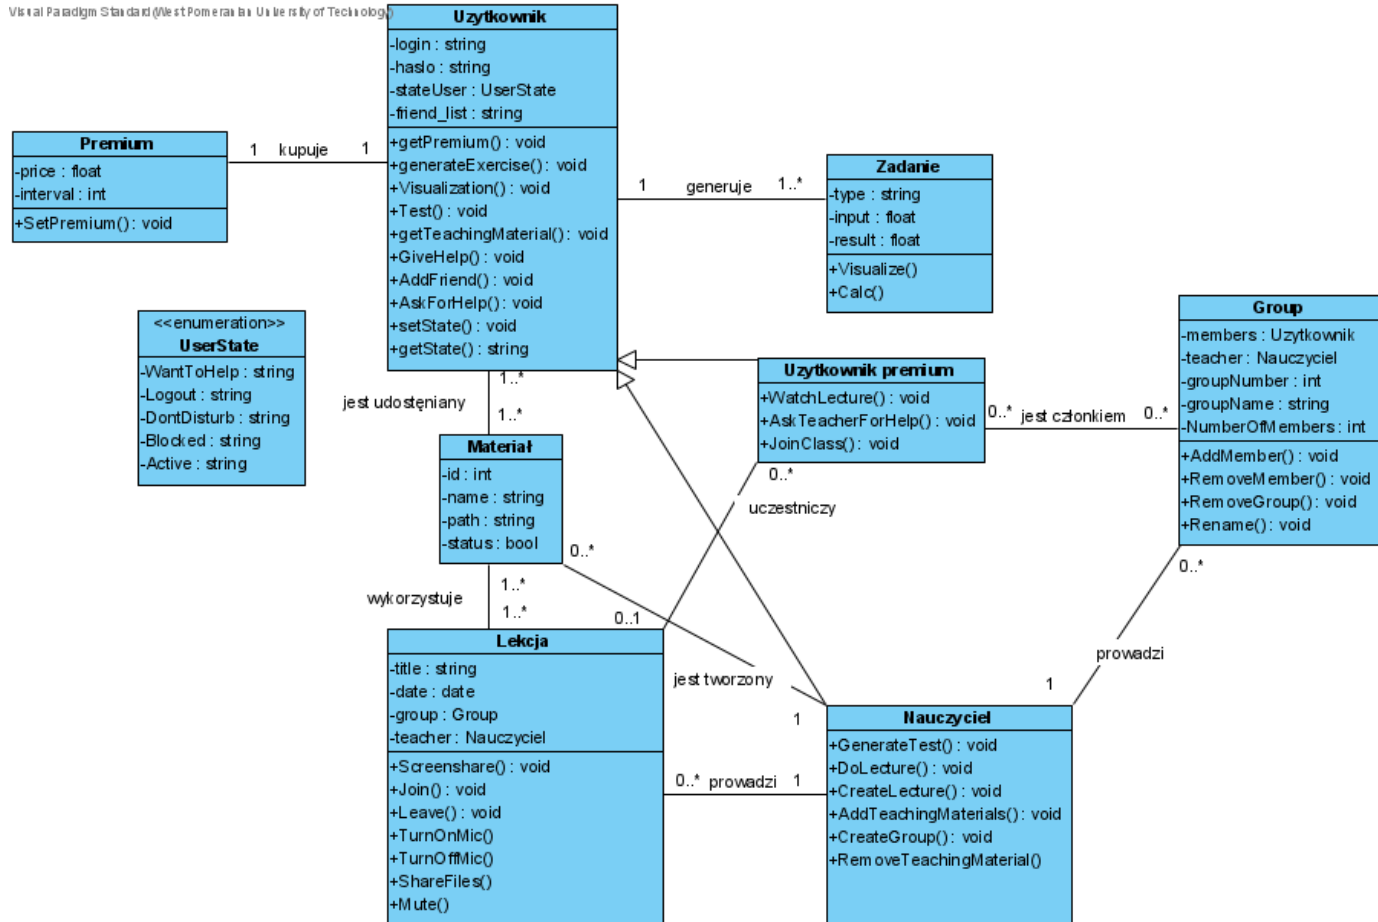 Visual Paradigm Standard(West Pomeranian University of Technology)
Uzytkownik
-login : string
-haslo : string
-stateUser : UserState
-friend_list : string
+getPremium() : void
+generateExercise() : void
+Visualization() : void
+Test() : void
+getTeachingMaterial() : void
+GiveHelp() : void
+AddFriend() : void
+AskForHelp() : void
+setState() : void
+getState() : string
Premium
-price : float
-interval : int
+SetPremium() : void
1 kupuje 1
1 generuje 1..*
Zadanie
-type : string
-input : float
-result : float
+Visualize()
+Calc()
<<enumeration>>
UserState
-WantToHelp : string
-Logout : string
-DontDisturb : string
-Blocked : string
-Active : string
Group
-members : Uzytkownik
-teacher : Nauczyciel
-groupNumber : int
-groupName : string
-NumberOfMembers : int
+AddMember() : void
+RemoveMember() : void
+RemoveGroup() : void
+Rename() : void
Uzytkownik premium
+WatchLecture() : void
+AskTeacherForHelp() : void
+JoinClass() : void
0..* jest członkiem 0..*
1..*
jest udostęniany
1..*
Materiał
-id : int
-name : string
-path : string
-status : bool
0..*
uczestniczy
0..1
0..*
jest tworzony
1
1..*
wykorzystuje
1..*
0..*
prowadzi
1
Lekcja
-title : string
-date : date
-group : Group
-teacher : Nauczyciel
+Screenshare() : void
+Join() : void
+Leave() : void
+TurnOnMic()
+TurnOffMic()
+ShareFiles()
+Mute()
0..* prowadzi 1
Nauczyciel
+GenerateTest() : void
+DoLecture() : void
+CreateLecture() : void
+AddTeachingMaterials() : void
+CreateGroup() : void
+RemoveTeachingMaterial()